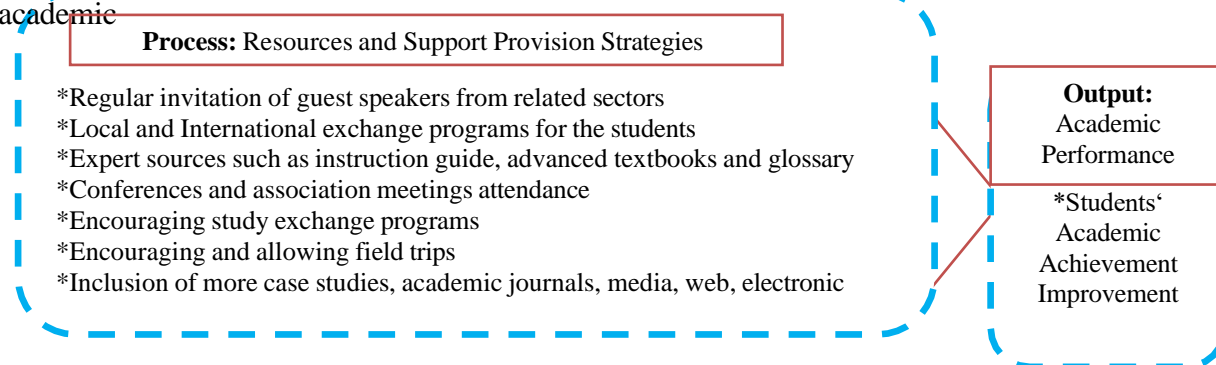 academic
Process: Resources and Support Provision Strategies
*Regular invitation of guest speakers from related sectors
*Local and International exchange programs for the students
*Expert sources such as instruction guide, advanced textbooks and glossary
*Conferences and association meetings attendance
*Encouraging study exchange programs
*Encouraging and allowing field trips
*Inclusion of more case studies, academic journals, media, web, electronic
Output:
Academic
Performance
*Students‘
Academic
Achievement
Improvement